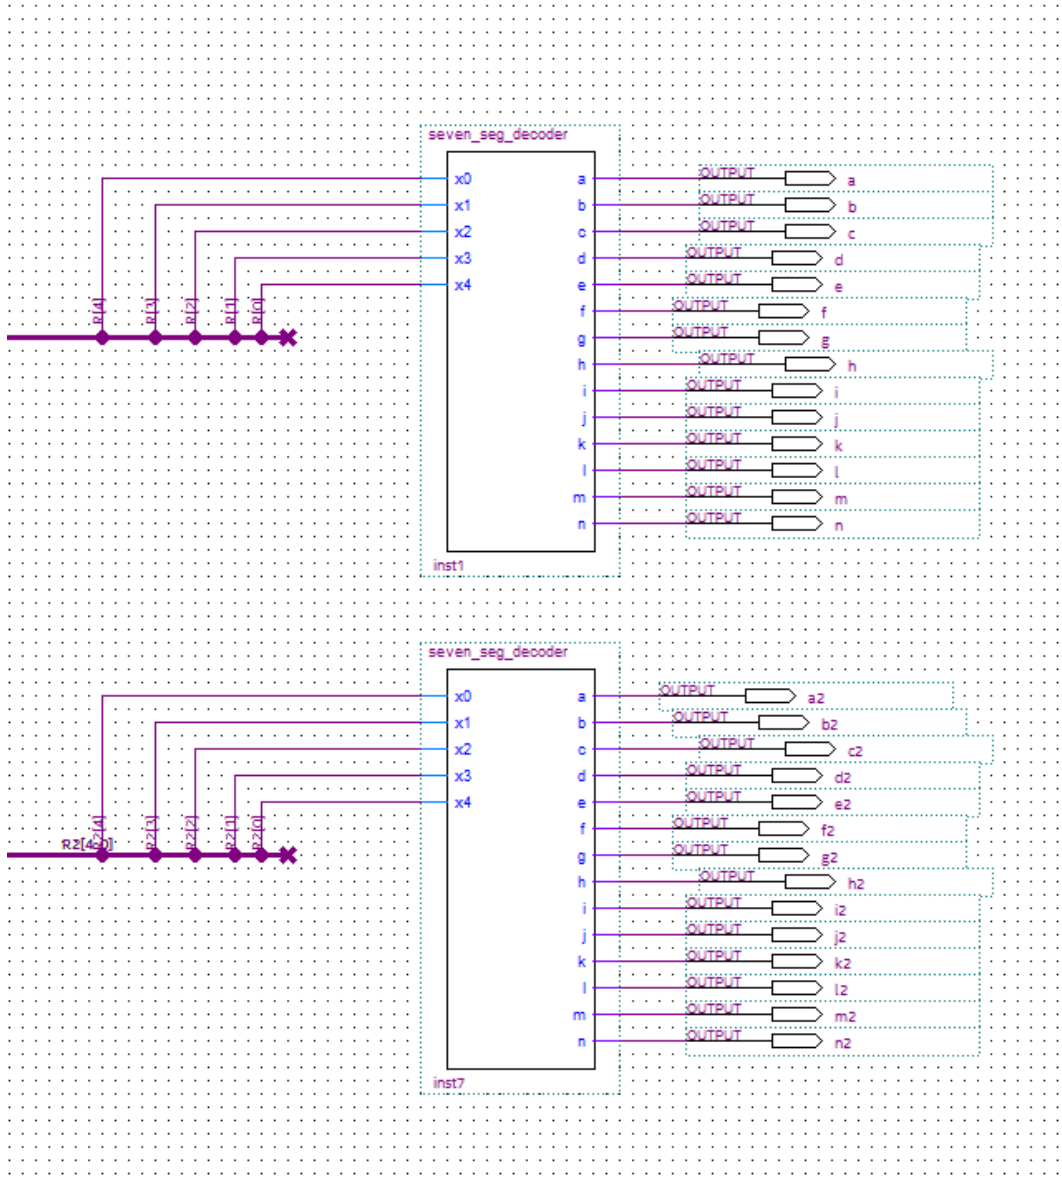 seven_seg_decoder
x0 a OUTPUT a
x1 b OUTPUT b
x2 c OUTPUT c
x3 d OUTPUT d
x4 e OUTPUT e
R[4] R[3] R[2] R[1] R[0] f OUTPUT f
g OUTPUT g
h OUTPUT h
i OUTPUT i
j OUTPUT j
k OUTPUT k
l OUTPUT l
m OUTPUT m
n OUTPUT n
inst1
seven_seg_decoder
x0 a OUTPUT a2
x1 b OUTPUT b2
x2 c OUTPUT c2
x3 d OUTPUT d2
x4 e OUTPUT e2
R2[4] R2[3] R2[2] R2[1] R2[0] f OUTPUT f2
R2[4..0] g OUTPUT g2
h OUTPUT h2
i OUTPUT i2
j OUTPUT j2
k OUTPUT k2
l OUTPUT l2
m OUTPUT m2
n OUTPUT n2
inst7